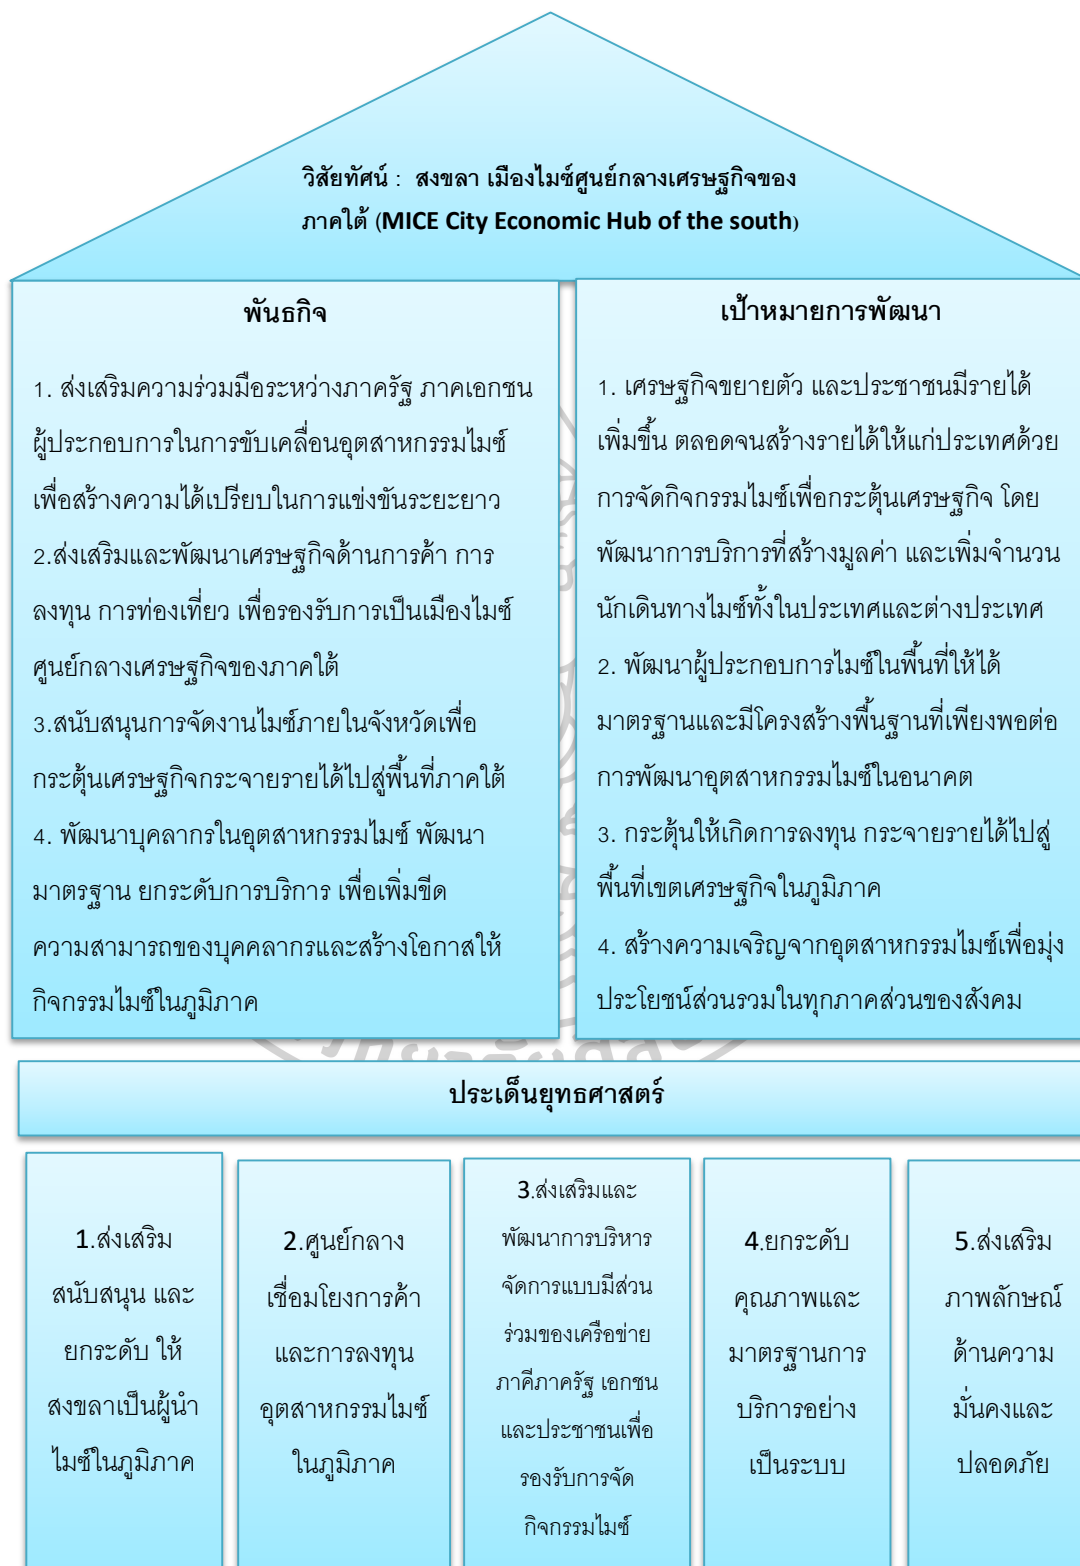 วิสัยทัศน์ : สงขลา เมืองไมซ์ศูนย์กลางเศรษฐกิจของ
ภาคใต้ (MICE City Economic Hub of the south)
พันธกิจ
1. ส่งเสริมความร่วมมือระหว่างภาครัฐ ภาคเอกชน
ผู้ประกอบการในการขับเคลื่อนอุตสาหกรรมไมซ์
เพื่อสร้างความได้เปรียบในการแข่งขันระยะยาว
2.ส่งเสริมและพัฒนาเศรษฐกิจด้านการค้า การ
ลงทุน การท่องเที่ยว เพื่อรองรับการเป็นเมืองไมซ์
ศูนย์กลางเศรษฐกิจของภาคใต้
3.สนับสนุนการจัดงานไมซ์ภายในจังหวัดเพื่อ
กระตุ้นเศรษฐกิจกระจายรายได้ไปสู่พื้นที่ภาคใต้
4. พัฒนาบุคลากรในอุตสาหกรรมไมซ์ พัฒนา
มาตรฐาน ยกระดับการบริการ เพื่อเพิ่มขีด
ความสามารถของบุคคลากรและสร้างโอกาสให้
กิจกรรมไมซ์ในภูมิภาค
เป้าหมายการพัฒนา
1. เศรษฐกิจขยายตัว และประชาชนมีรายได้
เพิ่มขึ้น ตลอดจนสร้างรายได้ให้แก่ประเทศด้วย
การจัดกิจกรรมไมซ์เพื่อกระตุ้นเศรษฐกิจ โดย
พัฒนาการบริการที่สร้างมูลค่า และเพิ่มจำนวน
นักเดินทางไมซ์ทั้งในประเทศและต่างประเทศ
2. พัฒนาผู้ประกอบการไมซ์ในพื้นที่ให้ได้
มาตรฐานและมีโครงสร้างพื้นฐานที่เพียงพอต่อ
การพัฒนาอุตสาหกรรมไมซ์ในอนาคต
3. กระตุ้นให้เกิดการลงทุน กระจายรายได้ไปสู่
พื้นที่เขตเศรษฐกิจในภูมิภาค
4. สร้างความเจริญจากอุตสาหกรรมไมซ์เพื่อมุ่ง
ประโยชน์ส่วนรวมในทุกภาคส่วนของสังคม
ประเด็นยุทธศาสตร์
1.ส่งเสริม
สนับสนุน และ
ยกระดับ ให้
สงขลาเป็นผู้นำ
ไมซ์ในภูมิภาค
2.ศูนย์กลาง
เชื่อมโยงการค้า
และการลงทุน
อุตสาหกรรมไมซ์
ในภูมิภาค
3.ส่งเสริมและ
พัฒนาการบริหาร
จัดการแบบมีส่วน
ร่วมของเครือข่าย
ภาคีภาครัฐ เอกชน
และประชาชนเพื่อ
รองรับการจัด
กิจกรรมไมซ์
4.ยกระดับ
คุณภาพและ
มาตรฐานการ
บริการอย่าง
เป็นระบบ
5.ส่งเสริม
ภาพลักษณ์
ด้านความ
มั่นคงและ
ปลอดภัย